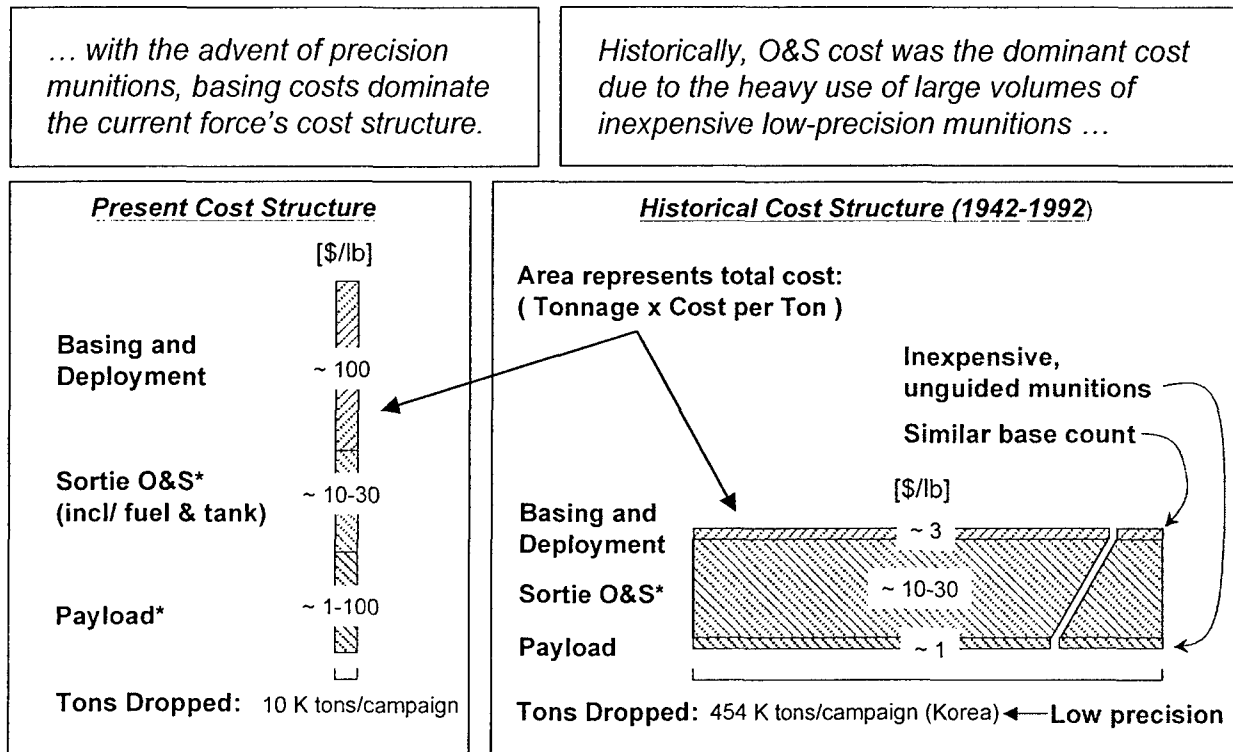 … with the advent of precision
munitions, basing costs dominate
the current force's cost structure.
Historically, O&S cost was the dominant cost
due to the heavy use of large volumes of
inexpensive low-precision munitions …
Present Cost Structure
[$/lb]
Basing and
Deployment
~ 100
Sortie O&S*
(incl/ fuel & tank)
~ 10-30
Payload*
~ 1-100
Tons Dropped: 10 K tons/campaign
Historical Cost Structure (1942-1992)
Area represents total cost:
( Tonnage x Cost per Ton )
Inexpensive,
unguided munitions
Similar base count
[$/lb]
Basing and
Deployment
~ 3
Sortie O&S*
~ 10-30
Payload
~ 1
Tons Dropped: 454 K tons/campaign (Korea) Low precision